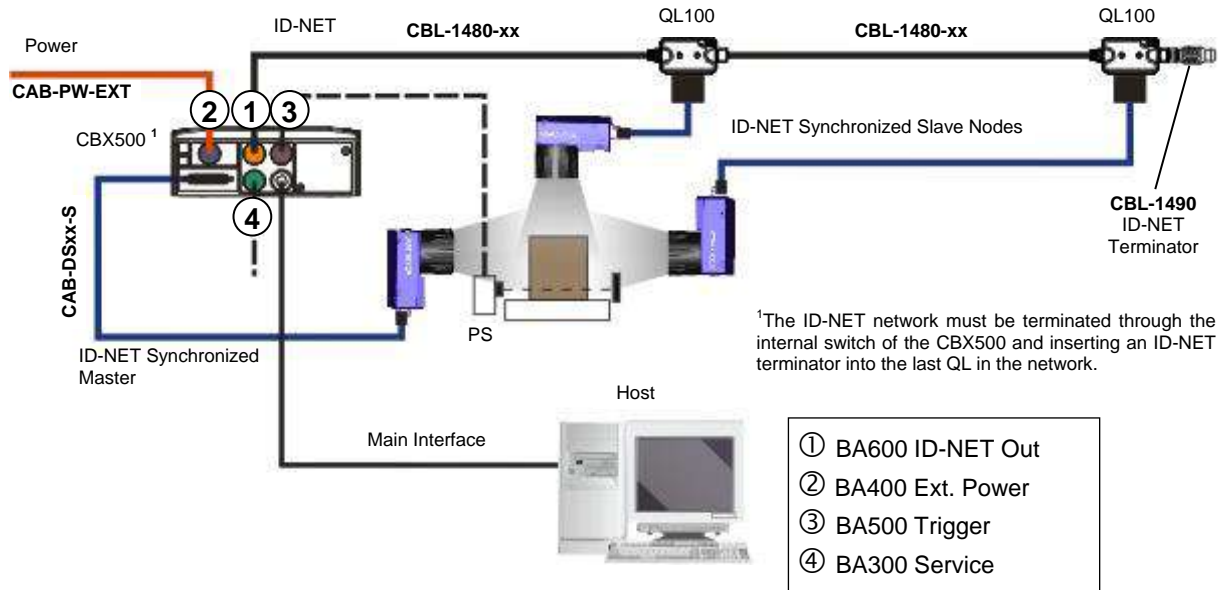 QL100
QL100
ID-NET
CBL-1480-xx
CBL-1480-xx
Power
CAB-PW-EXT
2
1
3
CBX500 ¹
ID-NET Synchronized Slave Nodes
4
CAB-DSxx-S
CBL-1490
ID-NET
Terminator
PS
ID-NET Synchronized
Master
¹The ID-NET network must be terminated through the
internal switch of the CBX500 and inserting an ID-NET
terminator into the last QL in the network.
Host
Main Interface
① BA600 ID-NET Out
② BA400 Ext. Power
③ BA500 Trigger
④ BA300 Service